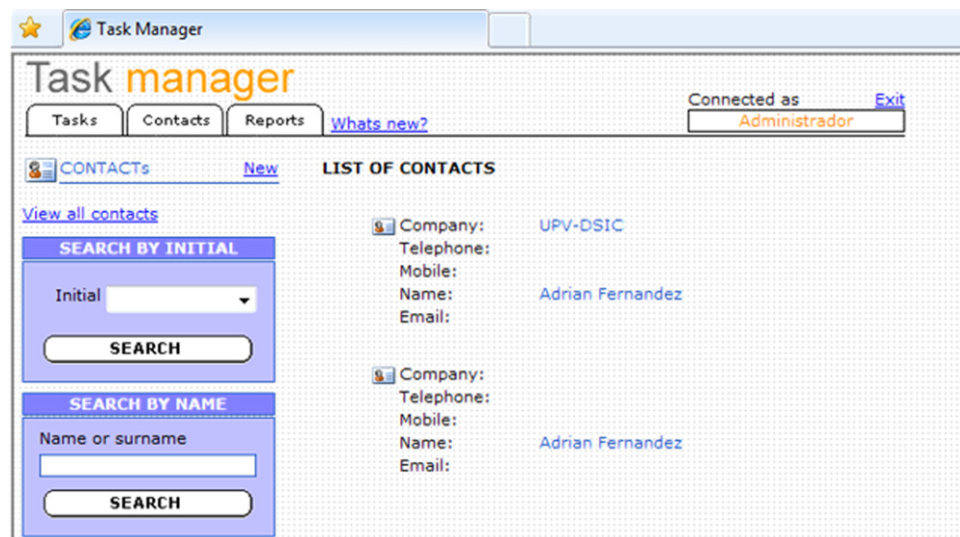 Task Manager
Task manager
Connected as Exit
Tasks Contacts Reports Whats new? Administrador
CONTACTs New
LIST OF CONTACTS
View all contacts
SEARCH BY INITIAL
Initial
SEARCH
SEARCH BY NAME
Name or surname
SEARCH
Company: UPV-DSIC
Telephone:
Mobile:
Name: Adrian Fernandez
Email:
Company:
Telephone:
Mobile:
Name: Adrian Fernandez
Email: